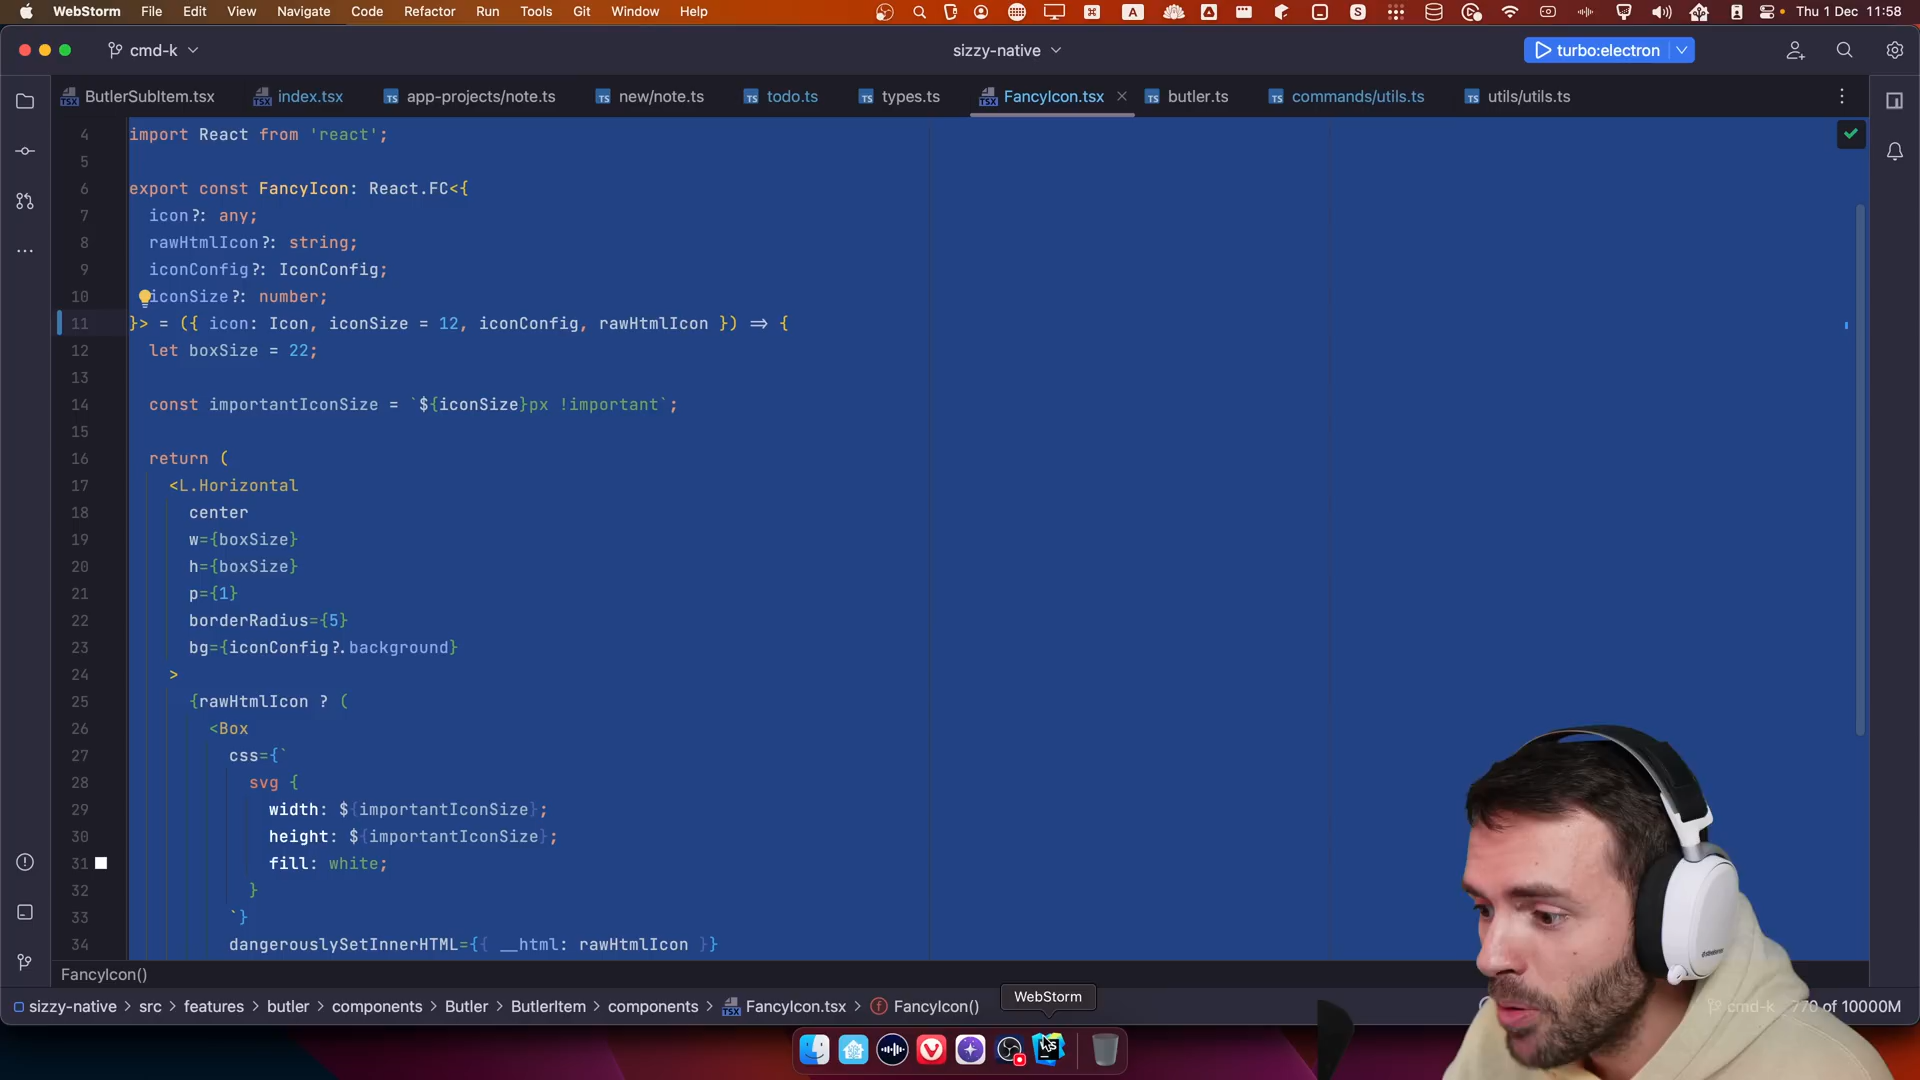 WebStorm File Edit View Navigate Code Refactor Run Tools Git Window Help Thu 1 Dec 11:58
cmd-k sizzy-native turbo:electron
ButlerSubItem.tsx index.tsx app-projects/note.ts new/note.ts todo.ts types.ts FancyIcon.tsx butler.ts commands/utils.ts utils/utils.ts
4 import React from 'react';
5
6 export const FancyIcon: React.FC<{
7 icon?: any;
8 rawHtmlIcon?: string;
9 iconConfig?: IconConfig;
10 iconSize?: number;
11 }> = ({ icon: Icon, iconSize = 12, iconConfig, rawHtmlIcon }) => {
12 let boxSize = 22;
13
14 const importantIconSize = `${iconSize}px !important`;
15
16 return (
17 <L.Horizontal
18 center
19 w={boxSize}
20 h={boxSize}
21 p={1}
22 borderRadius={5}
23 bg={iconConfig?.background}
24 >
25 {rawHtmlIcon ? (
26 <Box
27 css={`
28 svg {
29 width: ${importantIconSize};
30 height: ${importantIconSize};
31 fill: white;
32 }
33 `}
34 dangerouslySetInnerHTML={{ __html: rawHtmlIcon }}
FancyIcon()
WebStorm
sizzy-native > src > features > butler > components > Butler > ButlerItem > components > FancyIcon.tsx > FancyIcon() cmd-k 770 of 10000M